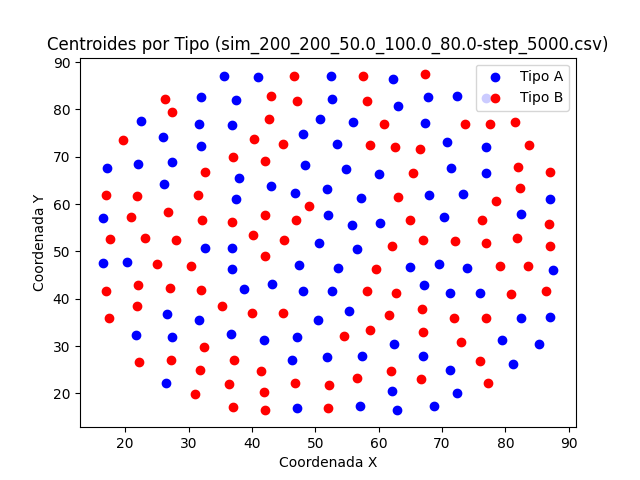 Centroides por Tipo (sim_200_200_50.0_100.0_80.0-step_5000.csv)
Tipo A
Tipo B
90
80
70
60
50
40
30
20
Coordenada Y
20 30 40 50 60 70 80 90
Coordenada X